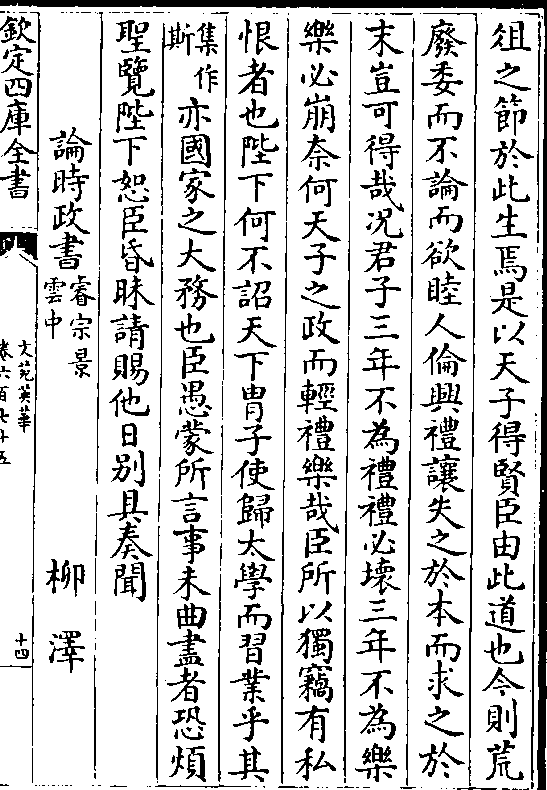 俎之節於此生焉是以天子得賢臣由此道也今則荒
廢委而不論而欲睦人倫興禮讓失之於本而求之於
末豈可得哉况君子三年不為禮禮必壞三年不為樂
樂必崩奈何天子之政而輕禮樂哉臣所以獨竊有私
恨者也陛下何不詔天下胄子使歸太學而習業乎其
集作
斯
亦國家之大務也臣愚蒙所言事未曲盡者恐煩
聖覽陛下恕臣昏昧請賜他日别具奏聞
論時政書
睿宗景
雲中
柳澤
欽定四庫全書
文苑英華
卷六百七十五
十四